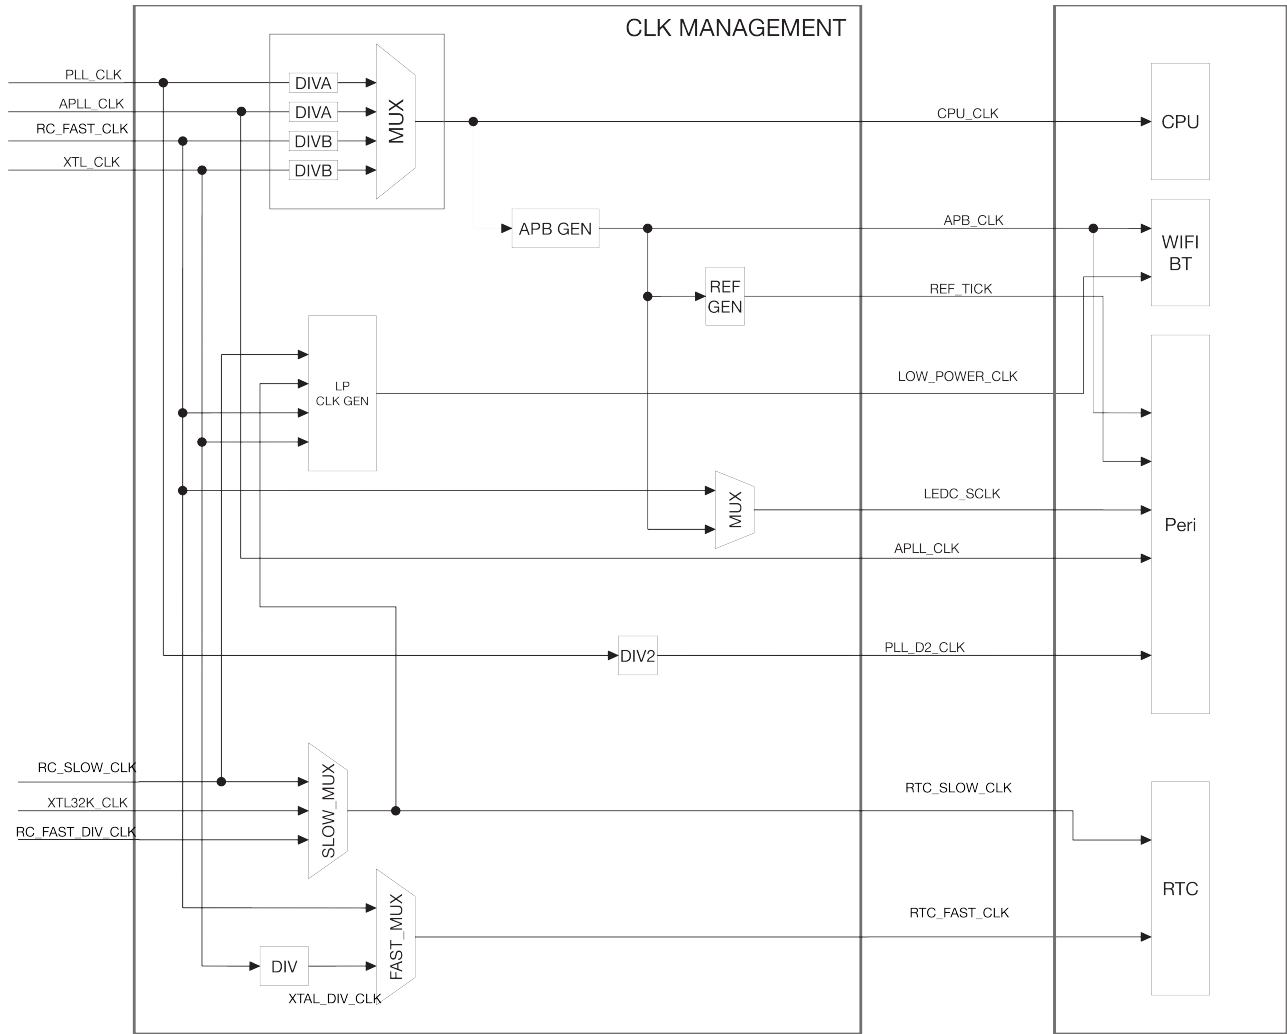 CLK MANAGEMENT
PLL_CLK
APLL_CLK
RC_FAST_CLK
XTL_CLK
DIVA
DIVA
DIVB
DIVB
MUX
CPU_CLK
CPU
APB GEN
APB_CLK
WIFI
BT
REF
GEN
REF_TICK
LP
CLK GEN
LOW_POWER_CLK
MUX
LEDC_SCLK
Peri
APLL_CLK
DIV2
PLL_D2_CLK
RC_SLOW_CLK
XTL32K_CLK
RC_FAST_DIV_CLK
SLOW_MUX
RTC_SLOW_CLK
RTC
FAST_MUX
RTC_FAST_CLK
DIV
XTAL_DIV_CLK